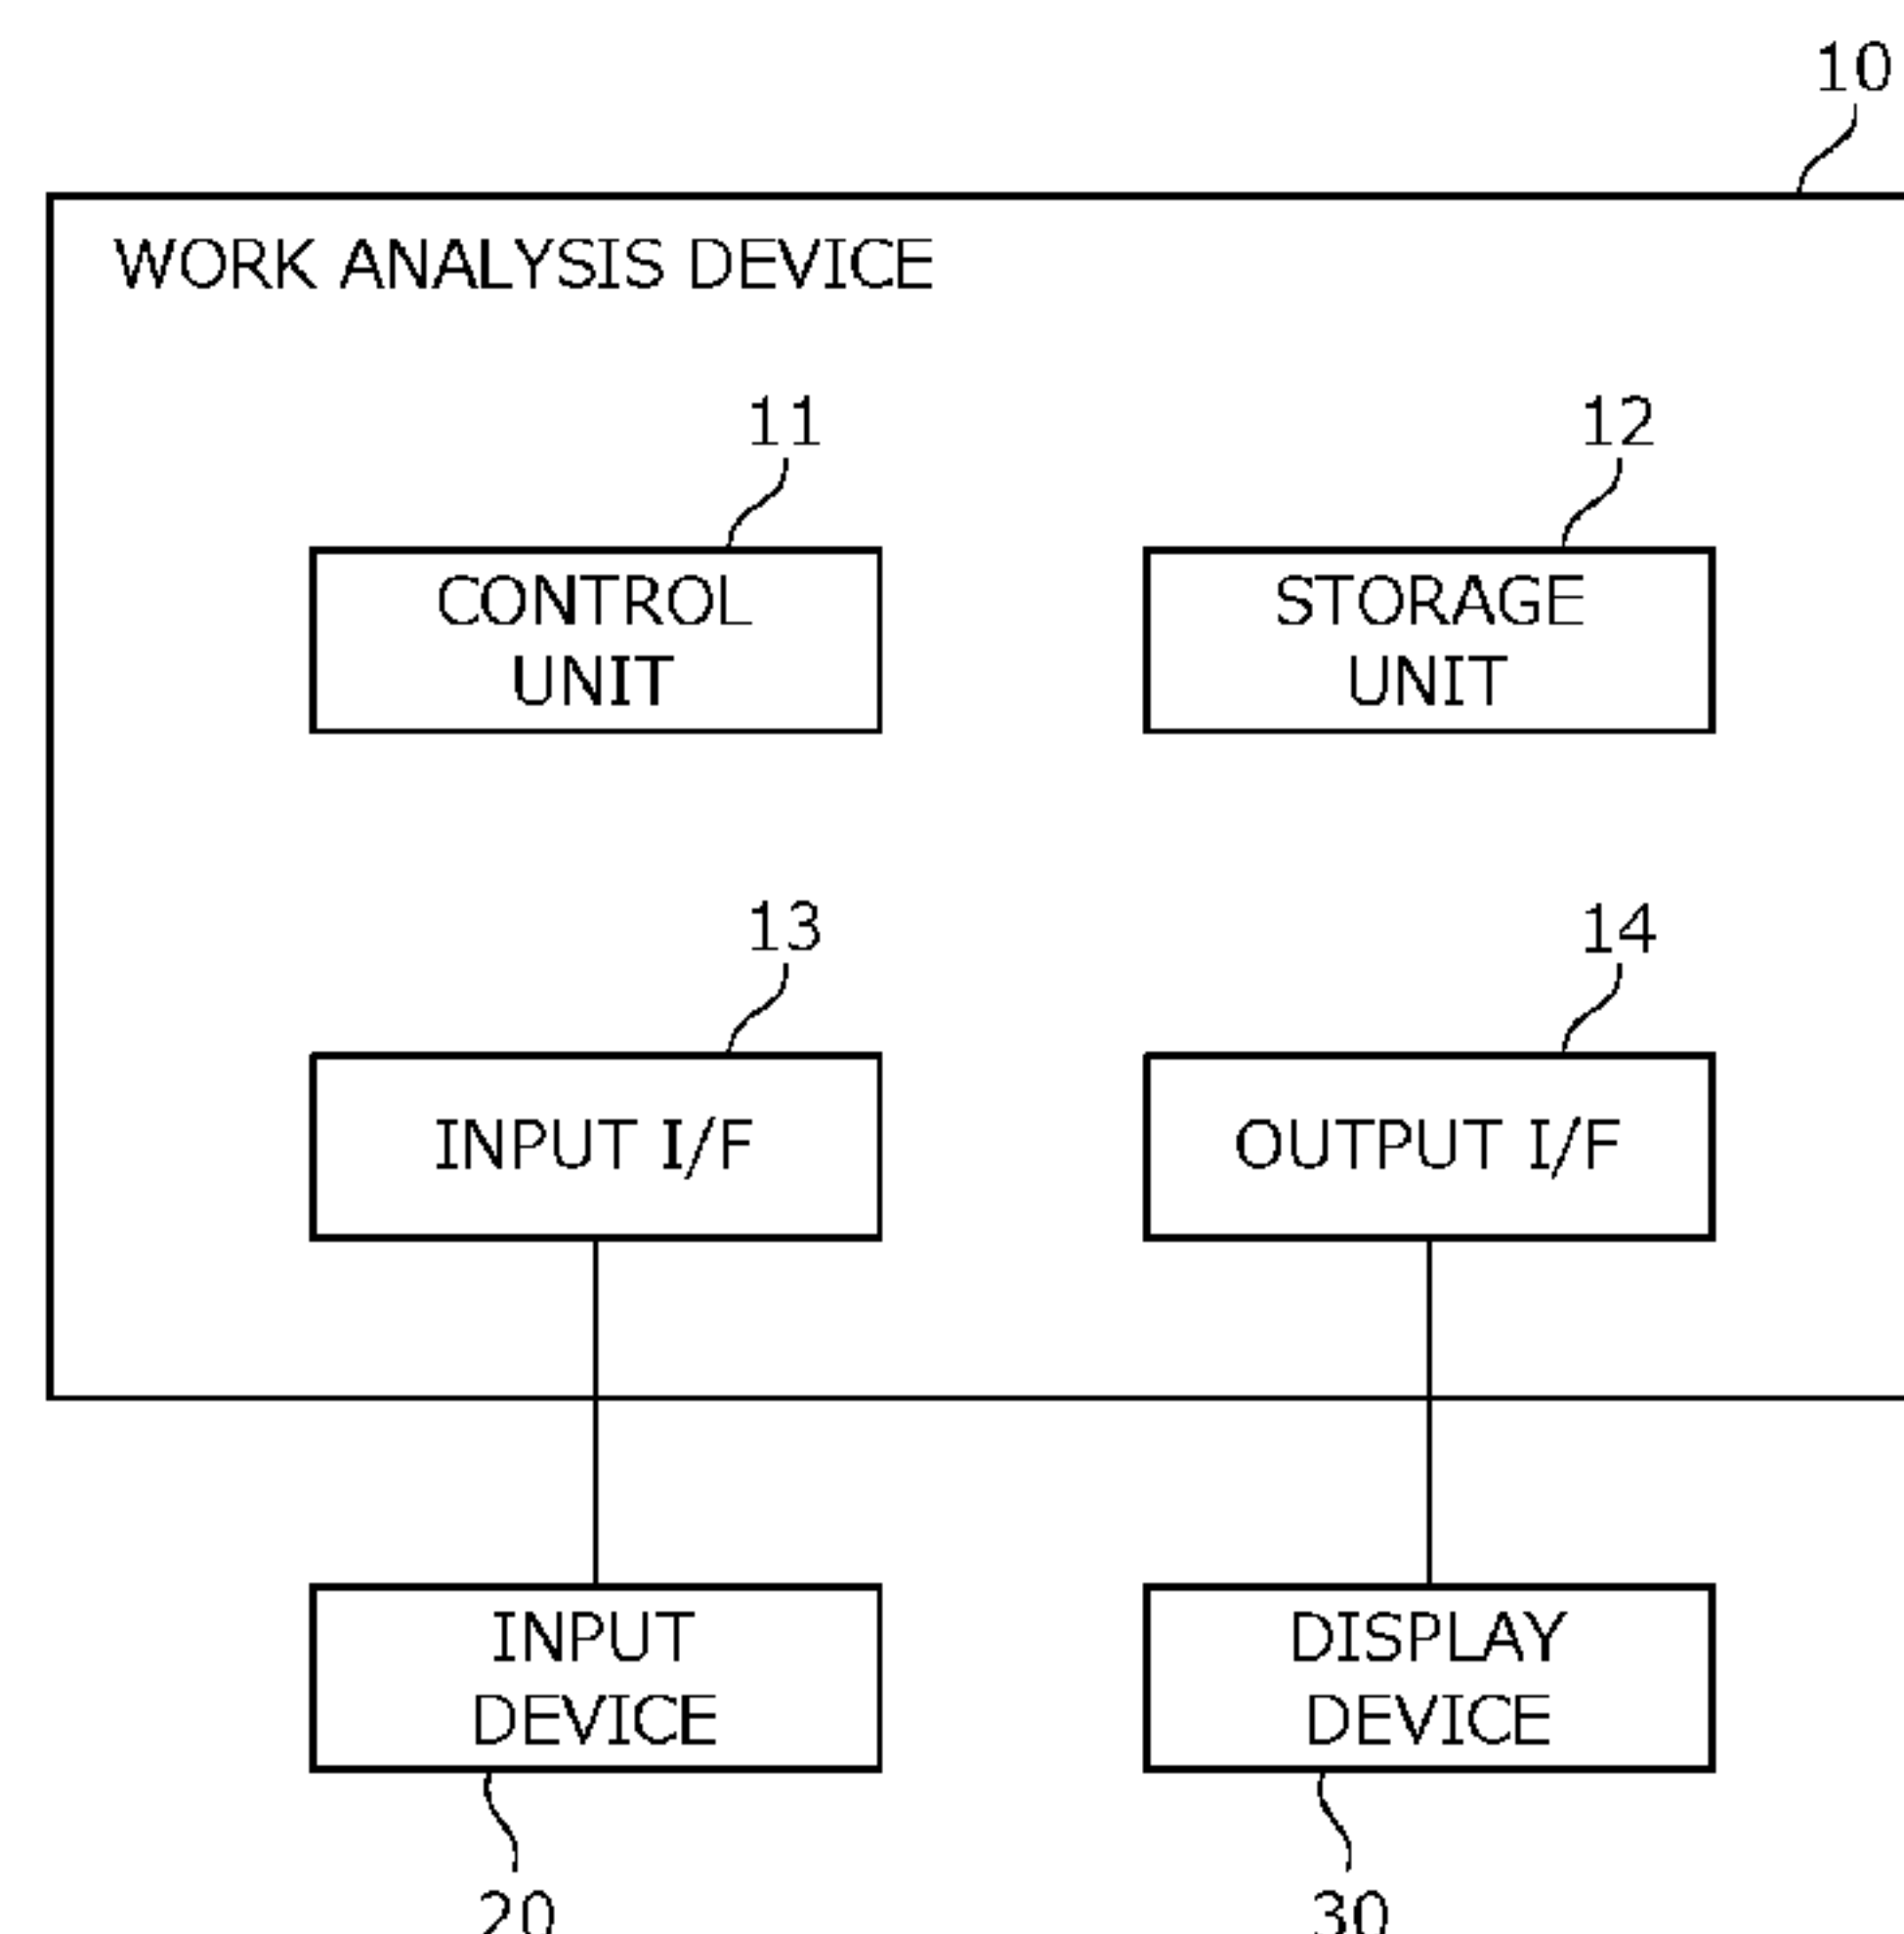 10
WORK ANALYSIS DEVICE
11
12
CONTROL
UNIT
STORAGE
UNIT
13
14
INPUT I/F
OUTPUT I/F
INPUT
DEVICE
DISPLAY
DEVICE
20
30